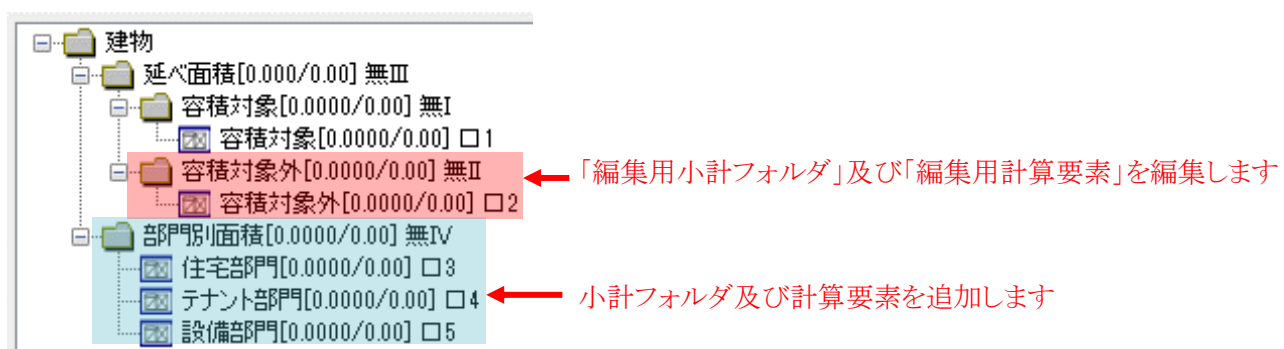 建物
延べ面積[0.000/0.00] 無Ⅲ
容積対象[0.0000/0.00] 無Ⅰ
容積対象[0.0000/0.00] ロ1
容積対象外[0.0000/0.00] 無Ⅱ
容積対象外[0.0000/0.00] ロ2
「編集用小計フォルダ」及び「編集用計算要素」を編集します
部門別面積[0.0000/0.00] 無Ⅳ
住宅部門[0.0000/0.00] ロ3
テナント部門[0.0000/0.00] ロ4
小計フォルダ及び計算要素を追加します
設備部門[0.0000/0.00] ロ5